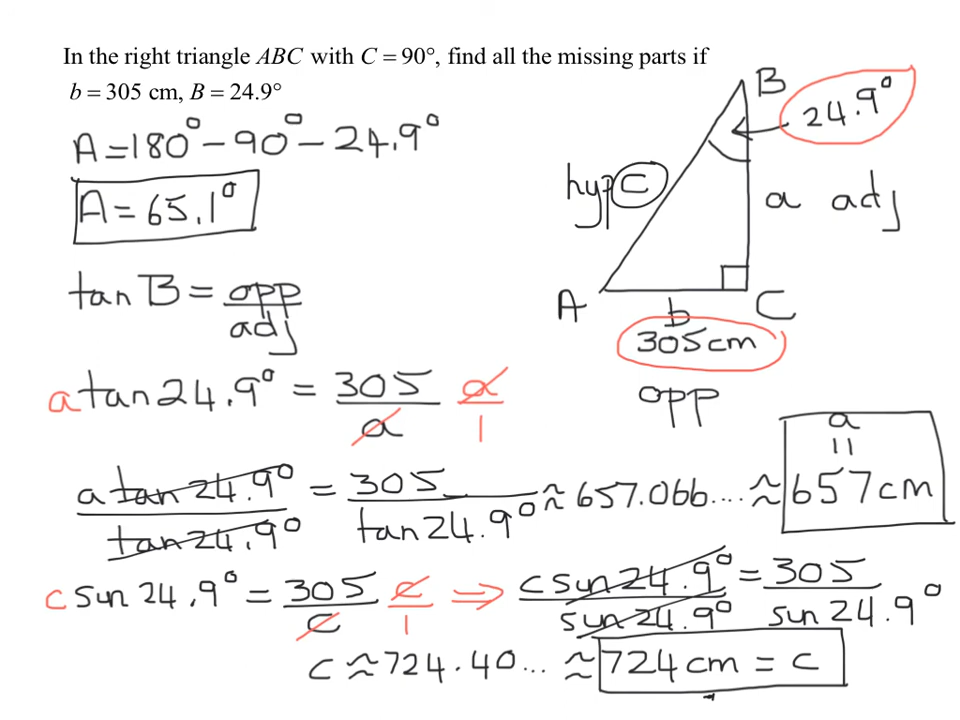 In the right triangle ABC with C = 90°, find all the missing parts if
b = 305 cm, B = 24.9°
A = 180° − 90° − 24.9°
A = 65.1°
B
24.9°
hyp c
a adj
A
b
C
305 cm
opp
tan B = opp / adj
a tan 24.9° = 305 / a a / 1
a tan 24.9° / tan 24.9° = 305 / tan 24.9° ≈ 657.066.... ≈ 657 cm = a
c sin 24.9° = 305 / c c / 1 ⇒ c sin 24.9° / sin 24.9° = 305 / sin 24.9°
c ≈ 724.40... ≈ 724 cm = c